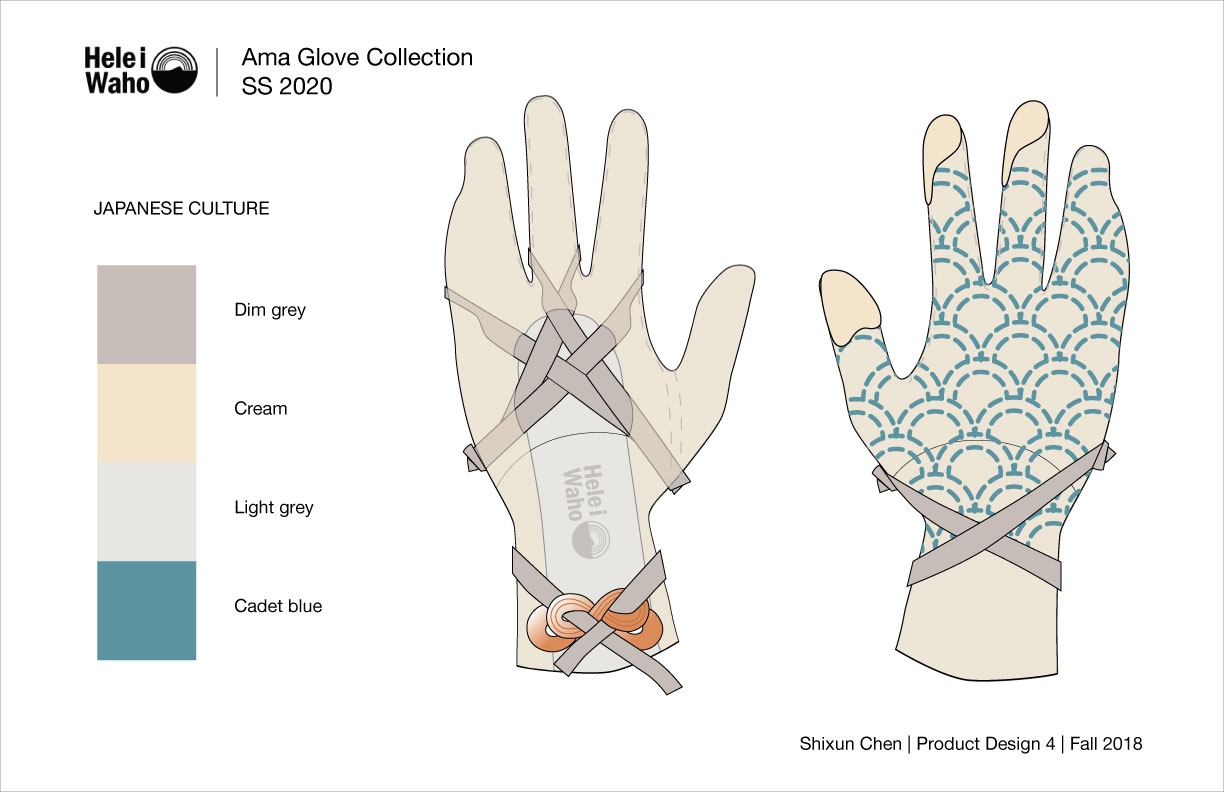 Hele i
Waho
Ama Glove Collection
SS 2020
JAPANESE CULTURE
Dim grey
Cream
Light grey
Cadet blue
Hele i
Waho
Shixun Chen | Product Design 4 | Fall 2018